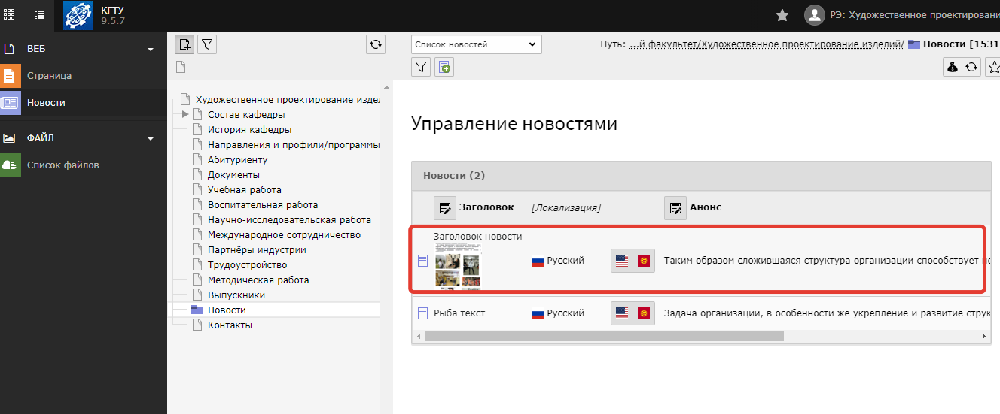 КГТУ
9.5.7
РЭ: Художественное проектировани
ВЕБ
Страница
Новости
ФАЙЛ
Список файлов
Список новостей
Путь: ...й факультет/Художественное проектирование изделий/ Новости [1531
Художественное проектирование издел
Состав кафедры
История кафедры
Направления и профили/программы
Абитуриенту
Документы
Учебная работа
Воспитательная работа
Научно-исследовательская работа
Международное сотрудничество
Партнёры индустрии
Трудоустройство
Методическая работа
Выпускники
Новости
Контакты
Управление новостями
Новости (2)
Заголовок [Локализация] Анонс
Заголовок новости
Русский Таким образом сложившаяся структура организации способствует
Рыба текст Русский Задача организации, в особенности же укрепление и развитие струк